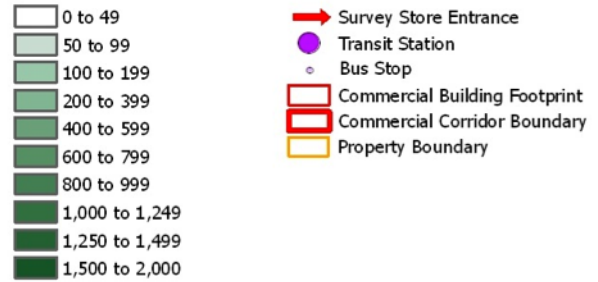 0 to 49
50 to 99
100 to 199
200 to 399
400 to 599
600 to 799
800 to 999
1,000 to 1,249
1,250 to 1,499
1,500 to 2,000
Survey Store Entrance
Transit Station
Bus Stop
Commercial Building Footprint
Commercial Corridor Boundary
Property Boundary